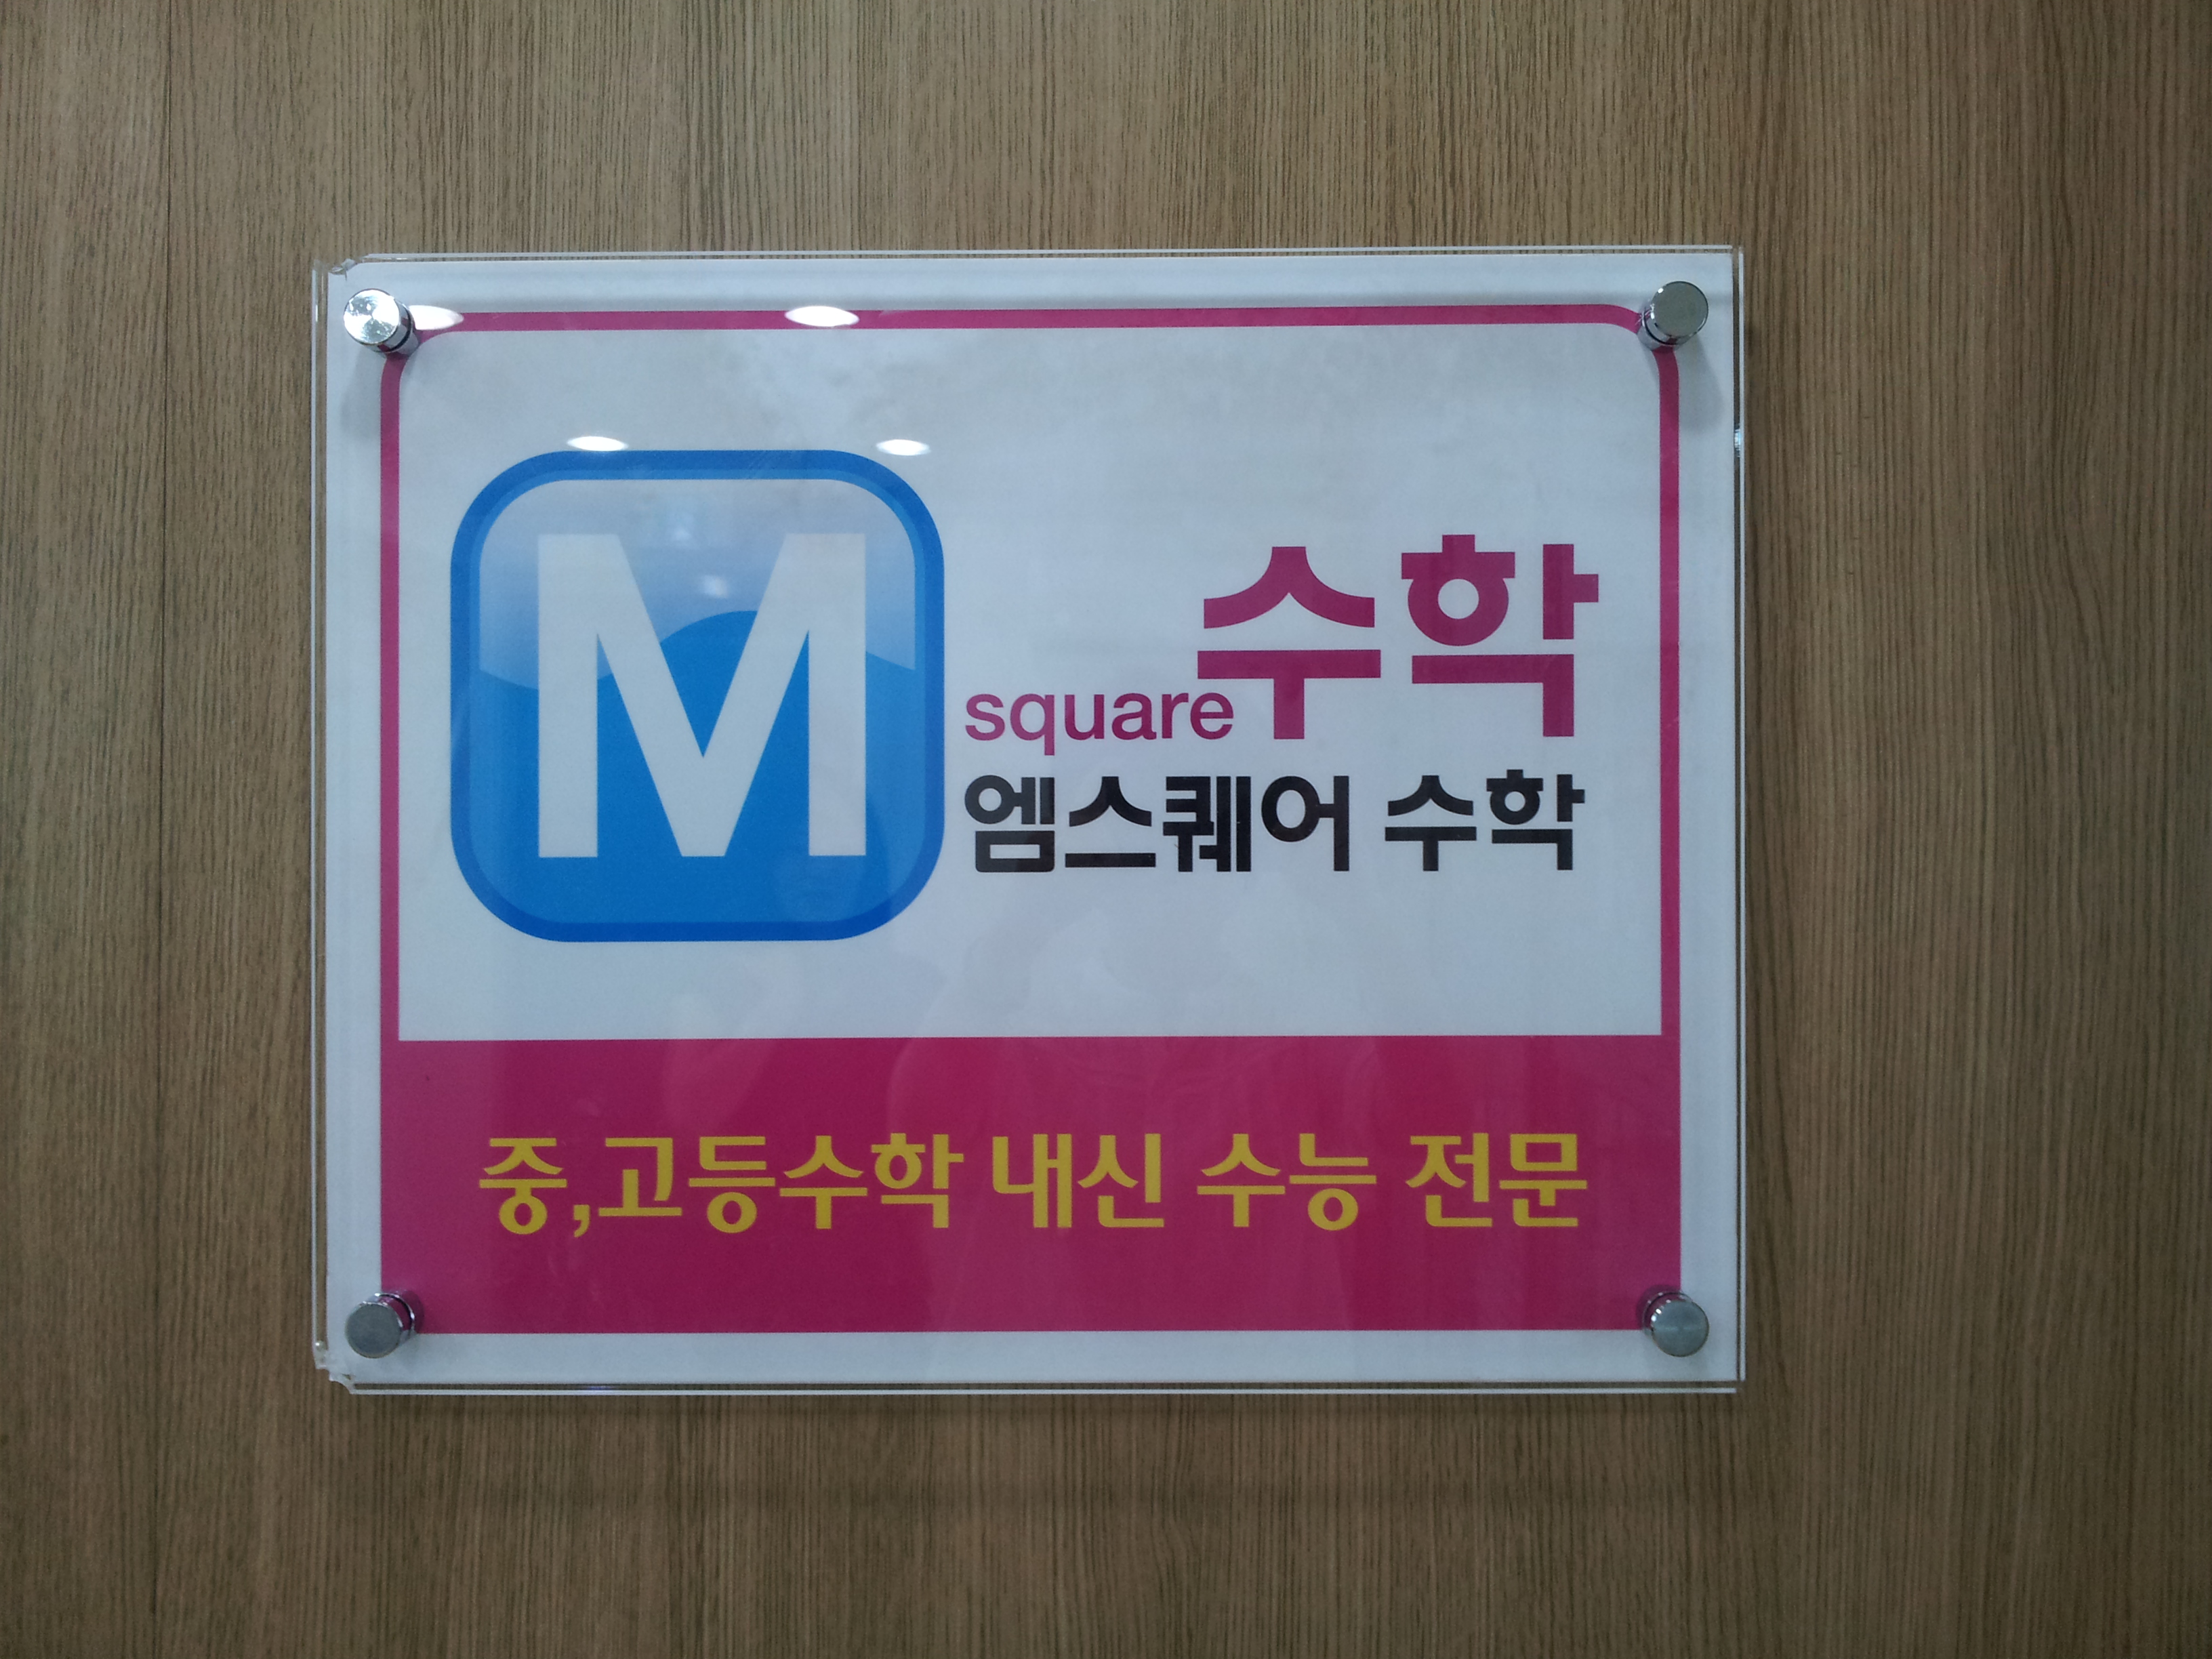 M square수학
엠스퀘어 수학
중,고등수학 내신 수능 전문